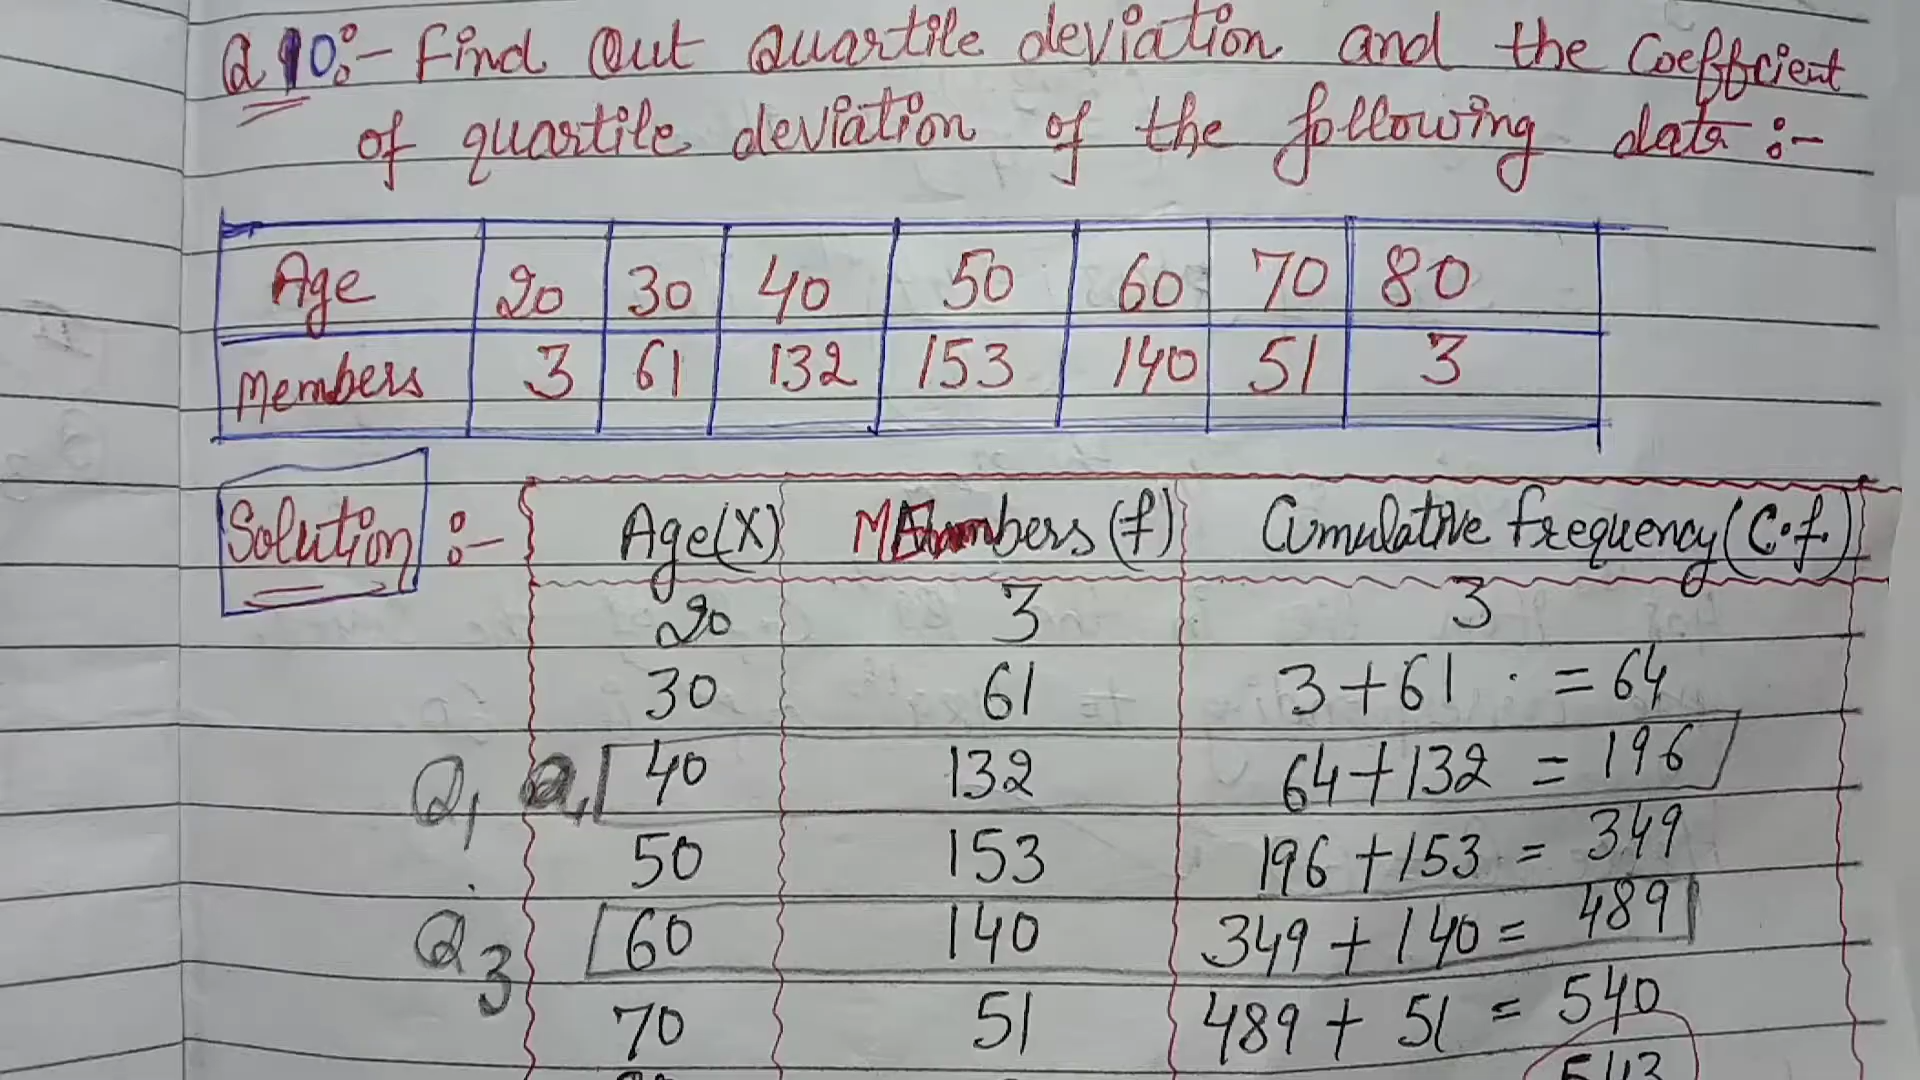 Q 10:- Find Out Quartile deviation and the Coefficient
of quartile deviation of the following data :-
Age 20 30 40 50 60 70 80
Members 3 61 132 153 140 51 3
Solution :- Age(X) Members (f) Cumulative frequency (C.f.)
20 3 3
30 61 3+61 = 64
Q1 40 132 64+132 = 196
50 153 196+153 = 349
Q3 60 140 349+140 = 489
70 51 489+51 = 540
543